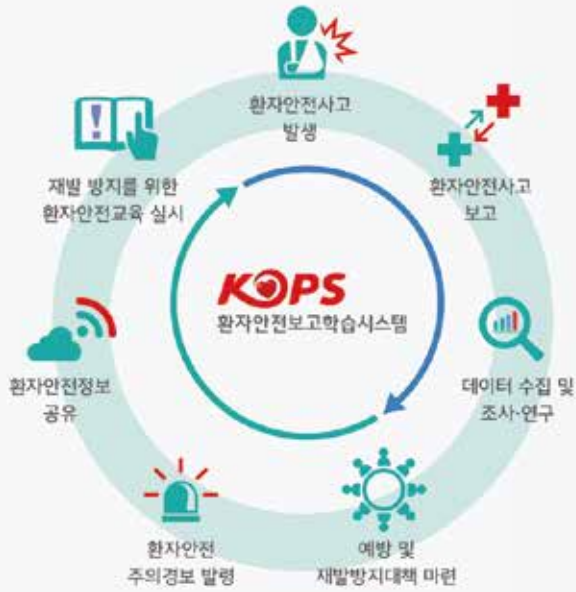 환자안전사고
발생
환자안전사고
보고
데이터 수집 및
조사·연구
예방 및
재발방지대책 마련
환자안전
주의경보 발령
환자안전정보
공유
재발 방지를 위한
환자안전교육 실시
KOPS
환자안전보고학습시스템